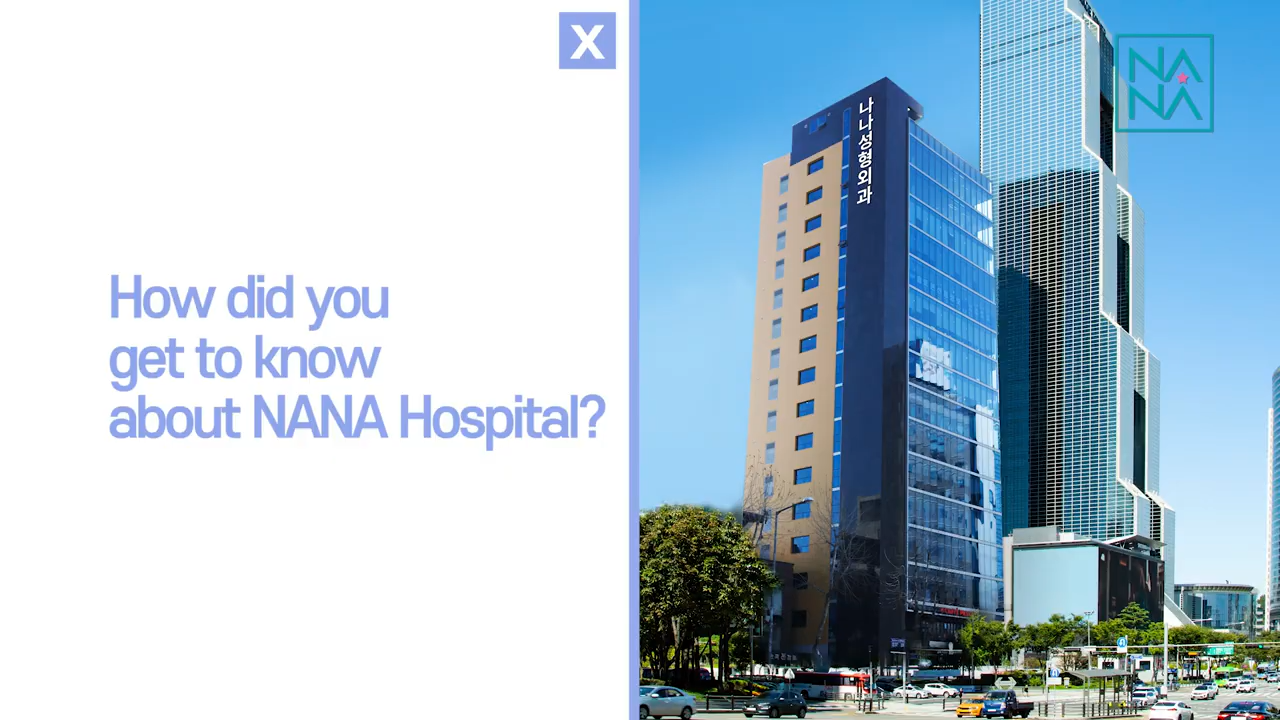 X
How did you
get to know
about NANA Hospital?
나나성형외과
NA
NA